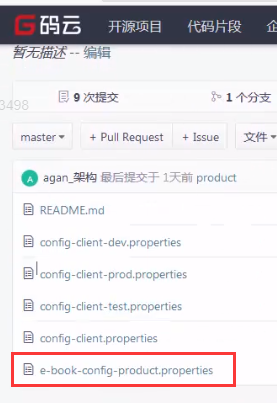 G码云 开源项目 代码片段
暂无描述 -- 编辑
3498
9 次提交 1 个分支
master + Pull Request + Issue 文件
agan_架构 最后提交于 1天前 product
README.md
config-client-dev.properties
config-client-prod.properties
config-client-test.properties
config-client.properties
e-book-config-product.properties